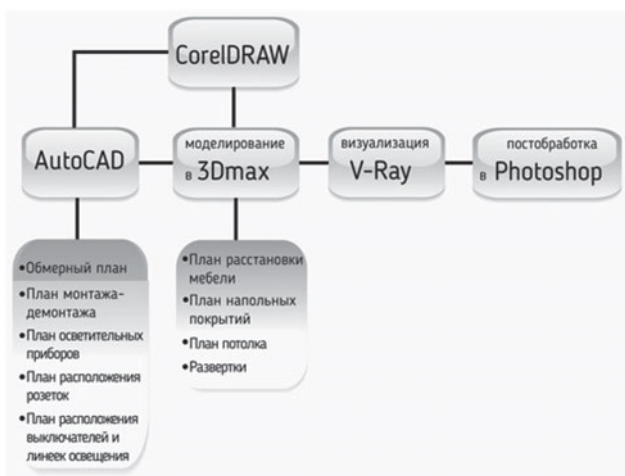 CorelDRAW
AutoCAD
моделирование
в 3Dmax
визуализация
V-Ray
постобработка
в Photoshop
•Обмерный план
•План монтажа-
демонтажа
•План осветительных
приборов
•План расположения
розеток
•План расположения
выключателей и
линеек освещения
•План расстановки
мебели
•План напольных
покрытий
•План потолка
•Развертки